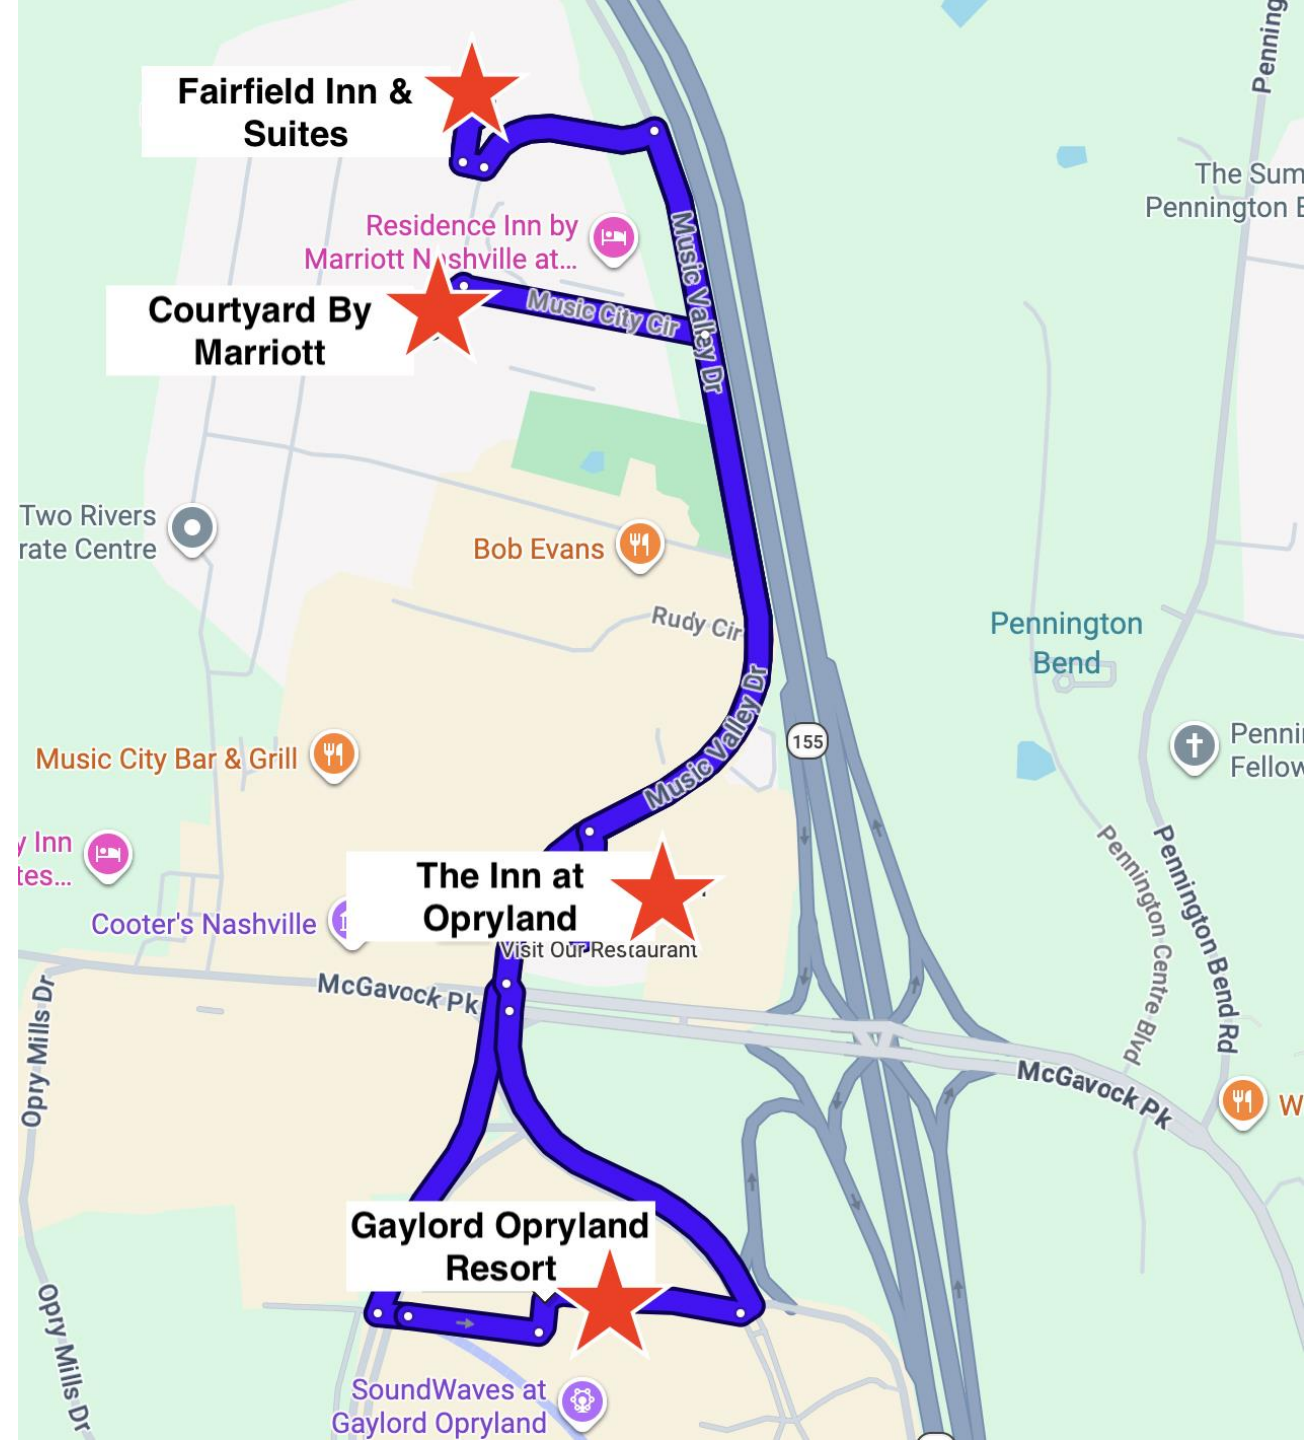 Penning
Fairfield Inn &
Suites
The Sum
Pennington B
Residence Inn by
Marriott Nashville at...
Music Valley Dr
Music City Cir
Courtyard By
Marriott
Two Rivers
rate Centre
Bob Evans
Rudy Cir
Pennington
Bend
Music Valley Dr
155
Music City Bar & Grill
Penni
Fellow
y Inn
tes...
The Inn at
Opryland
Cooter's Nashville
Visit Our Restaurant
Pennington Centre Blvd
Pennington Bend Rd
McGavock Pk
Opry Mills Dr
McGavock Pk
W
Gaylord Opryland
Resort
Opry Mills Dr
SoundWaves at
Gaylord Opryland